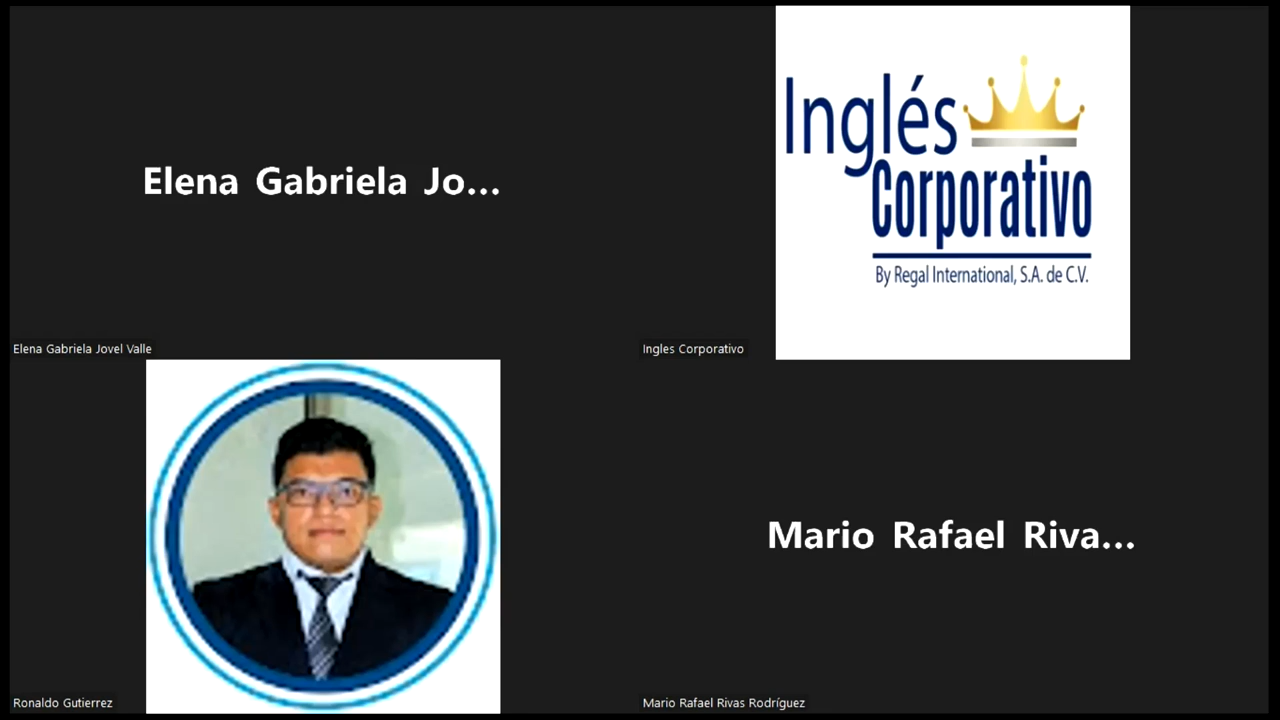 Elena Gabriela Jo...
Elena Gabriela Jovel Valle
Inglés
Corporativo
By Regal International, S.A. de C.V.
Ingles Corporativo
Ronaldo Gutierrez
Mario Rafael Riva...
Mario Rafael Rivas Rodríguez